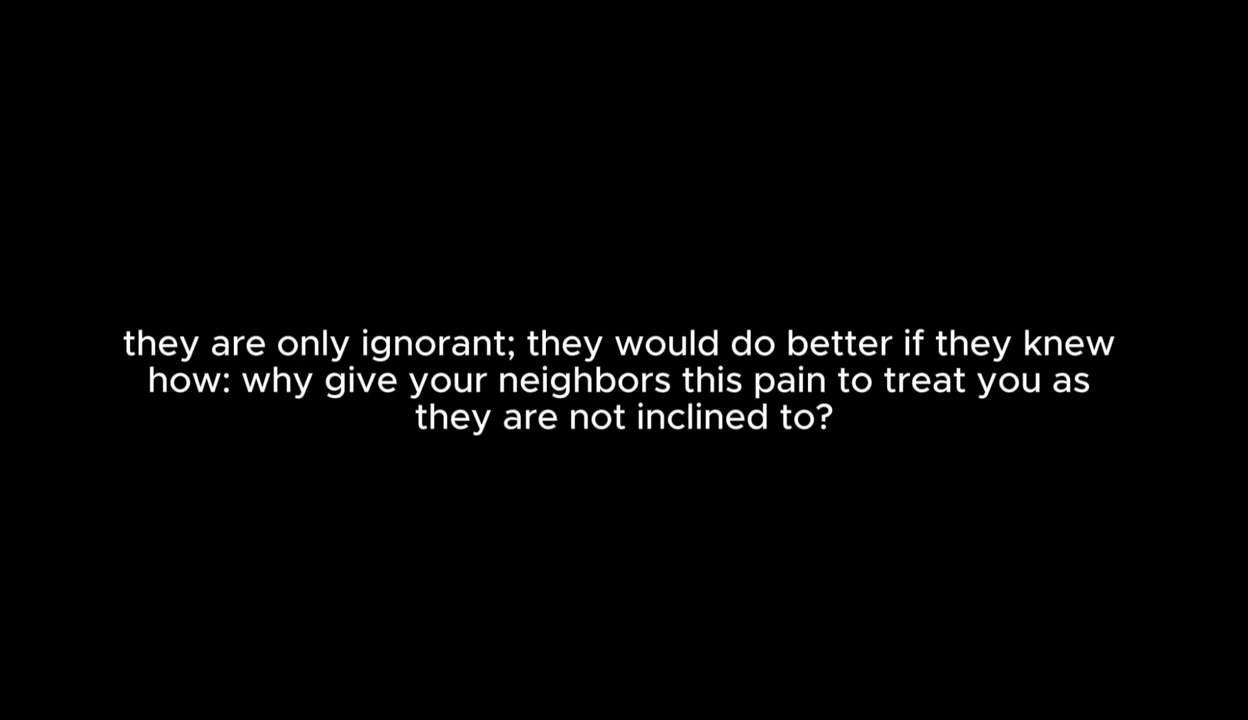 they are only ignorant; they would do better if they knew
how: why give your neighbors this pain to treat you as
they are not inclined to?